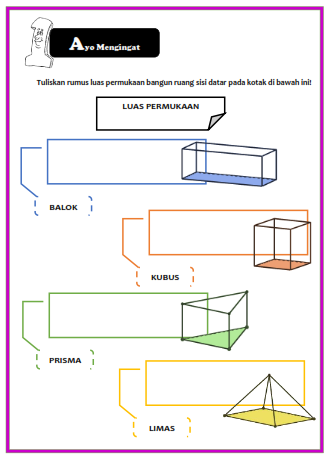 Ayo Mengingat
Tuliskan rumus luas permukaan bangun ruang sisi datar pada kotak di bawah ini!
LUAS PERMUKAAN
BALOK
KUBUS
PRISMA
LIMAS